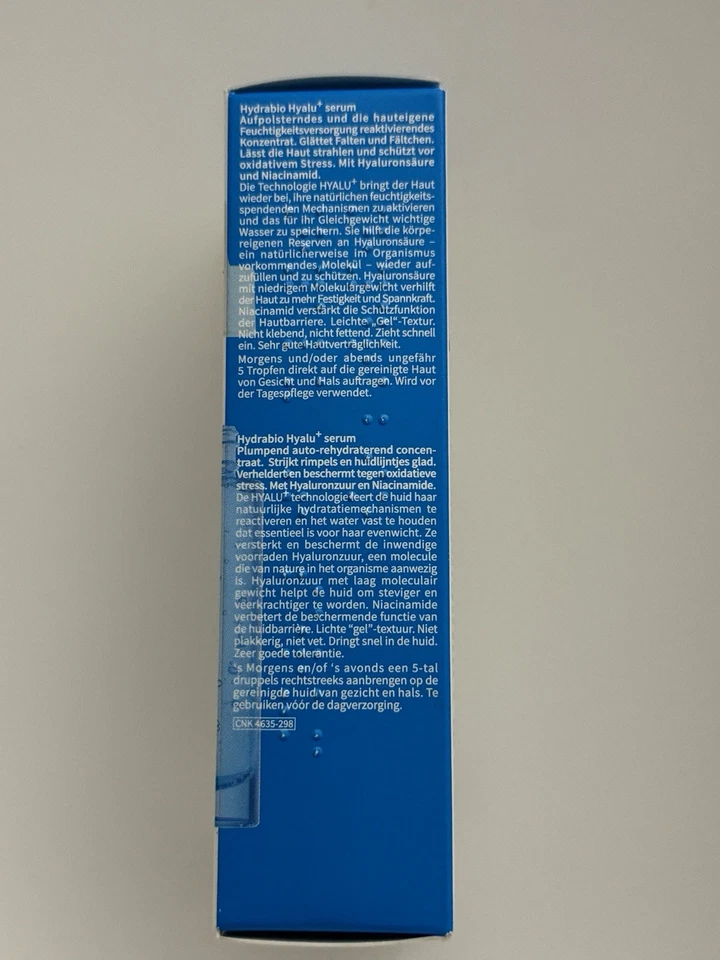 Hydrabio Hyalu⁺ serum
Aufpolsterndes und die hauteigene
Feuchtigkeitsversorgung reaktivierendes
Konzentrat. Glättet Falten und Fältchen.
Lässt die Haut strahlen und schützt vor
oxidativem Stress. Mit Hyaluronsäure
und Niacinamid.
Die Technologie HYALU⁺ bringt der Haut
wieder bei, ihre natürlichen feuchtigkeits-
spendenden Mechanismen zu aktivieren
und das für ihr Gleichgewicht wichtige
Wasser zu speichern. Sie hilft die körpe-
reigenen Reserven an Hyaluronsäure –
ein natürlicherweise im Organismus
vorkommendes Molekül – wieder auf-
zufüllen und zu schützen. Hyaluronsäure
mit niedrigem Molekulargewicht verhilft
der Haut zu mehr Festigkeit und Spannkraft.
Niacinamid verstärkt die Schutzfunktion
der Hautbarriere. Leichte „Gel“-Textur.
Nicht klebend, nicht fettend. Zieht schnell
ein. Sehr gute Hautverträglichkeit.
Morgens und/oder abends ungefähr
5 Tropfen direkt auf die gereinigte Haut
von Gesicht und Hals auftragen. Wird vor
der Tagespflege verwendet.
Hydrabio Hyalu⁺ serum
Plumpend auto-rehydraterend concen-
traat. Strijkt rimpels en huidlijntjes glad.
Verheldert en beschermt tegen oxidatieve
stress. Met Hyaluronzuur en Niacinamide.
De HYALU⁺ technologie leert de huid haar
natuurlijke hydratatiemechanismen te
reactiveren en het water vast te houden
dat essentieel is voor haar evenwicht. Ze
versterkt en beschermt de inwendige
voorraden Hyaluronzuur, een molecule
die van nature in het organisme aanwezig
is. Hyaluronzuur met laag moleculair
gewicht helpt de huid om steviger en
veerkrachtiger te worden. Niacinamide
verbetert de beschermende functie van
de huidbarrière. Lichte "gel"-textuur. Niet
plakkerig, niet vet. Dringt snel in de huid.
Zeer goede tolerantie.
's Morgens en/of 's avonds een 5-tal
druppels rechtstreeks aanbrengen op de
gereinigde huid van gezicht en hals. Te
gebruiken vóór de dagverzorging.
CNK 4635-298